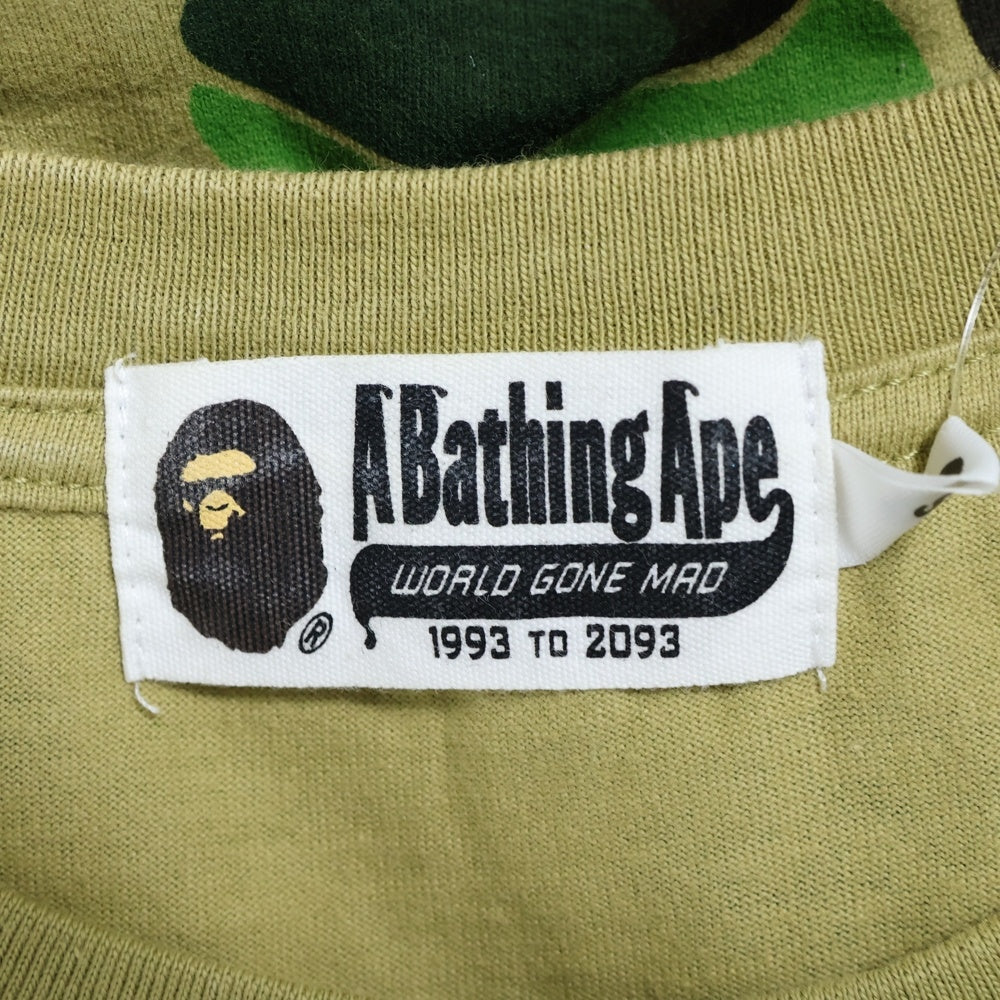 A Bathing Ape
®
WORLD GONE MAD
1993 TO 2093